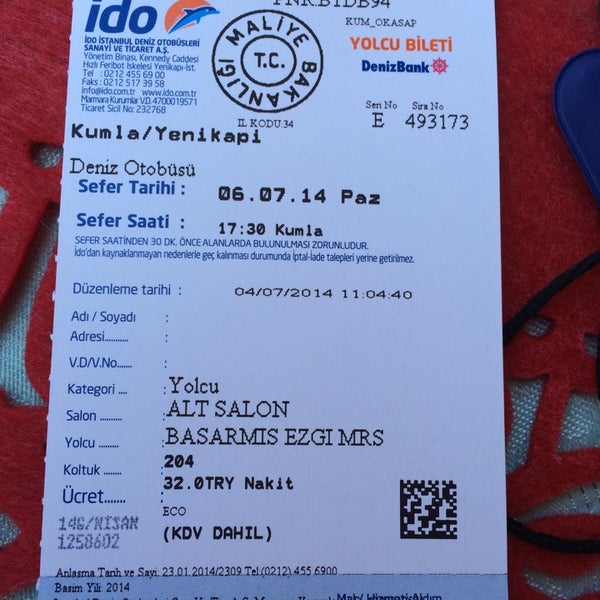 ido
PNR:B1DB94
KUM_OKASAP
İDO İSTANBUL DENİZ OTOBÜSLERİ
SANAYİ VE TİCARET A.Ş.
Yönetim Binası, Kennedy Caddesi
Hızlı Feribot İskelesi Yenikapı-İst.
Tel : 0212 455 69 00
Faks : 0212 517 39 58
info@ido.com.tr www.ido.com.tr
Marmara Kurumlar V.D. 4700019571
Ticaret Sicil No: 232768
MALİYE BAKANLIĞI
T.C.
IL KODU:34
YOLCU BİLETİ
DenizBank
Seri No Sıra No
E 493173
Kumla/Yenikapi
Deniz Otobüsü
Sefer Tarihi : 06.07.14 Paz
Sefer Saati : 17:30 Kumla
SEFER SAATİNDEN 30 DK. ÖNCE ALANLARDA BULUNULMASI ZORUNLUDUR.
İdo'dan kaynaklanmayan nedenlerle geç kalınması durumunda İptal-İade talepleri yerine getirilmez.
Düzenleme tarihi : 04/07/2014 11:04:40
Adı / Soyadı :
Adresi........... :
V.D/V.No....... :
Kategori .... : Yolcu
Salon .......... : ALT SALON
Yolcu .......... : BASARMIS EZGI MRS
Koltuk ........ : 204
Ücret....... : 32.0TRY Nakit
ECO
146/NISAN
1258602
(KDV DAHIL)
Anlaşma Tarih ve Sayi: 23.01.2014/2309 Tel:(0212) 455 6900
Basim Yili: 2014